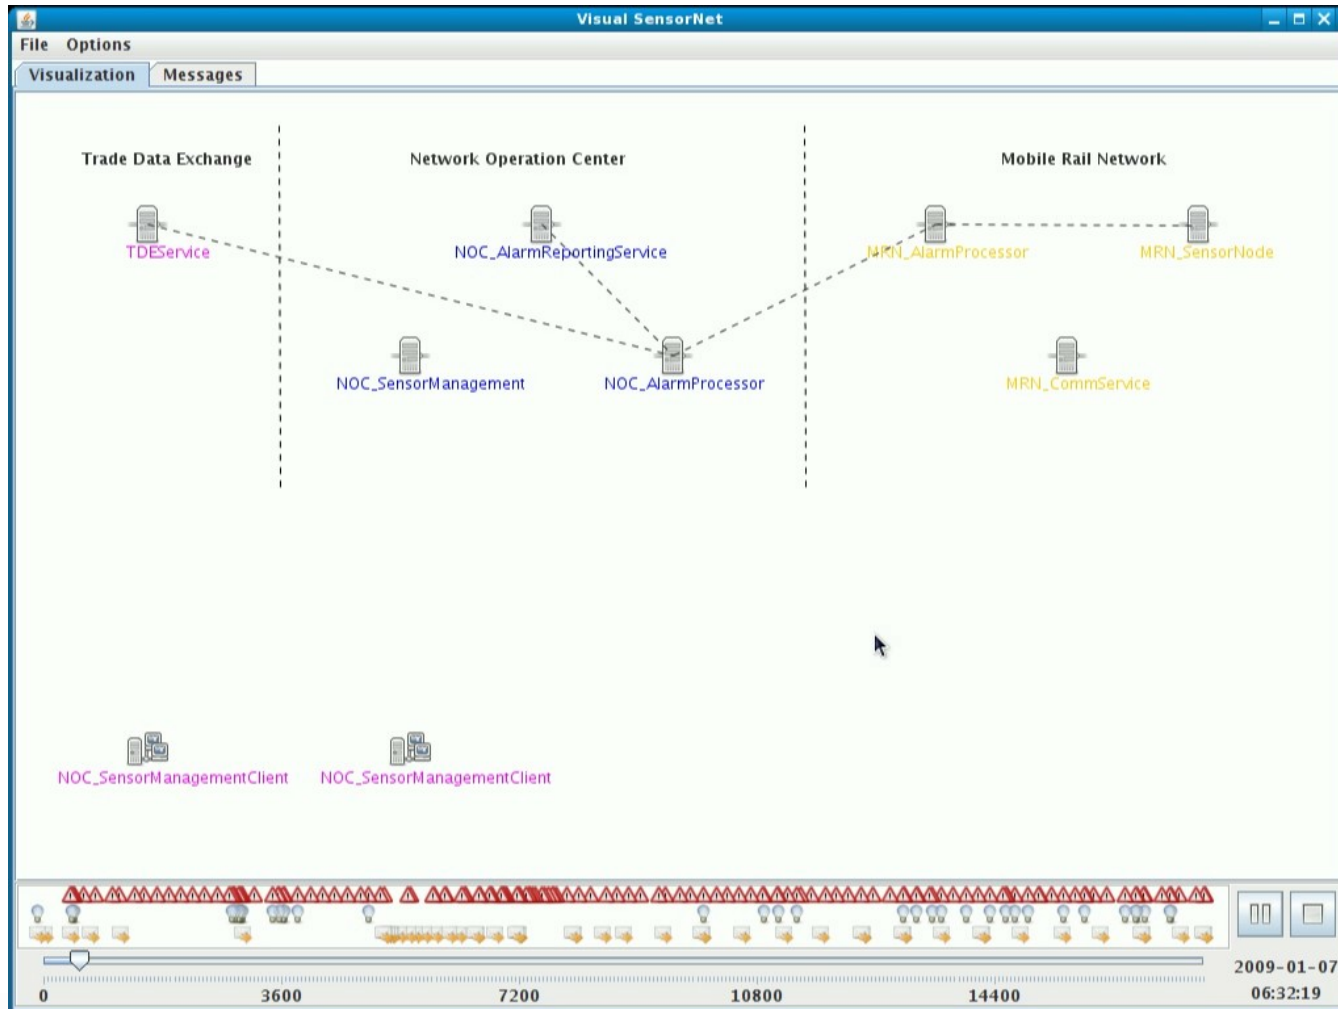 Visual SensorNet
File Options
Visualization Messages
Trade Data Exchange Network Operation Center Mobile Rail Network
TDEService NOC_AlarmReportingService MRN_AlarmProcessor MRN_SensorNode
NOC_SensorManagement NOC_AlarmProcessor MRN_CommService
NOC_SensorManagementClient NOC_SensorManagementClient
2009-01-07
0 3600 7200 10800 14400 06:32:19